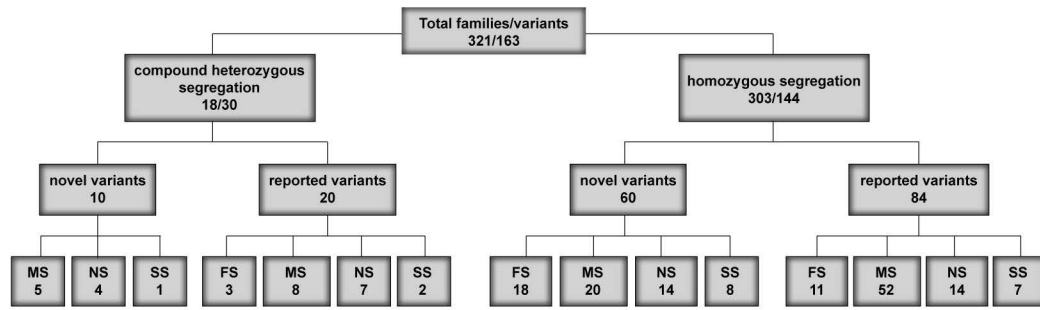 Total families/variants
321/163
compound heterozygous
segregation
18/30
homozygous segregation
303/144
novel variants
10
reported variants
20
novel variants
60
reported variants
84
MS
5
NS
4
SS
1
FS
3
MS
8
NS
7
SS
2
FS
18
MS
20
NS
14
SS
8
FS
11
MS
52
NS
14
SS
7